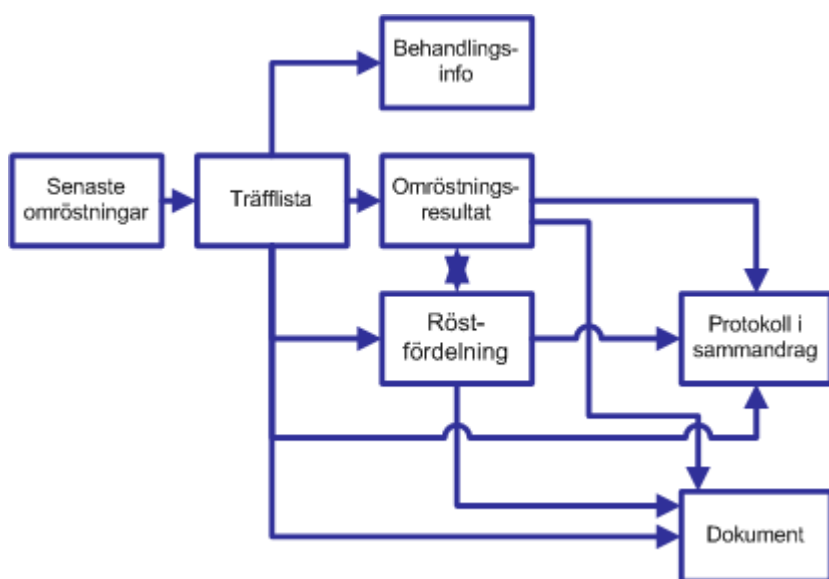 Behandlings-
info
Senaste
omröstningar
Träfflista
Omröstnings-
resultat
Röst-
fördelning
Protokoll i
sammandrag
Dokument